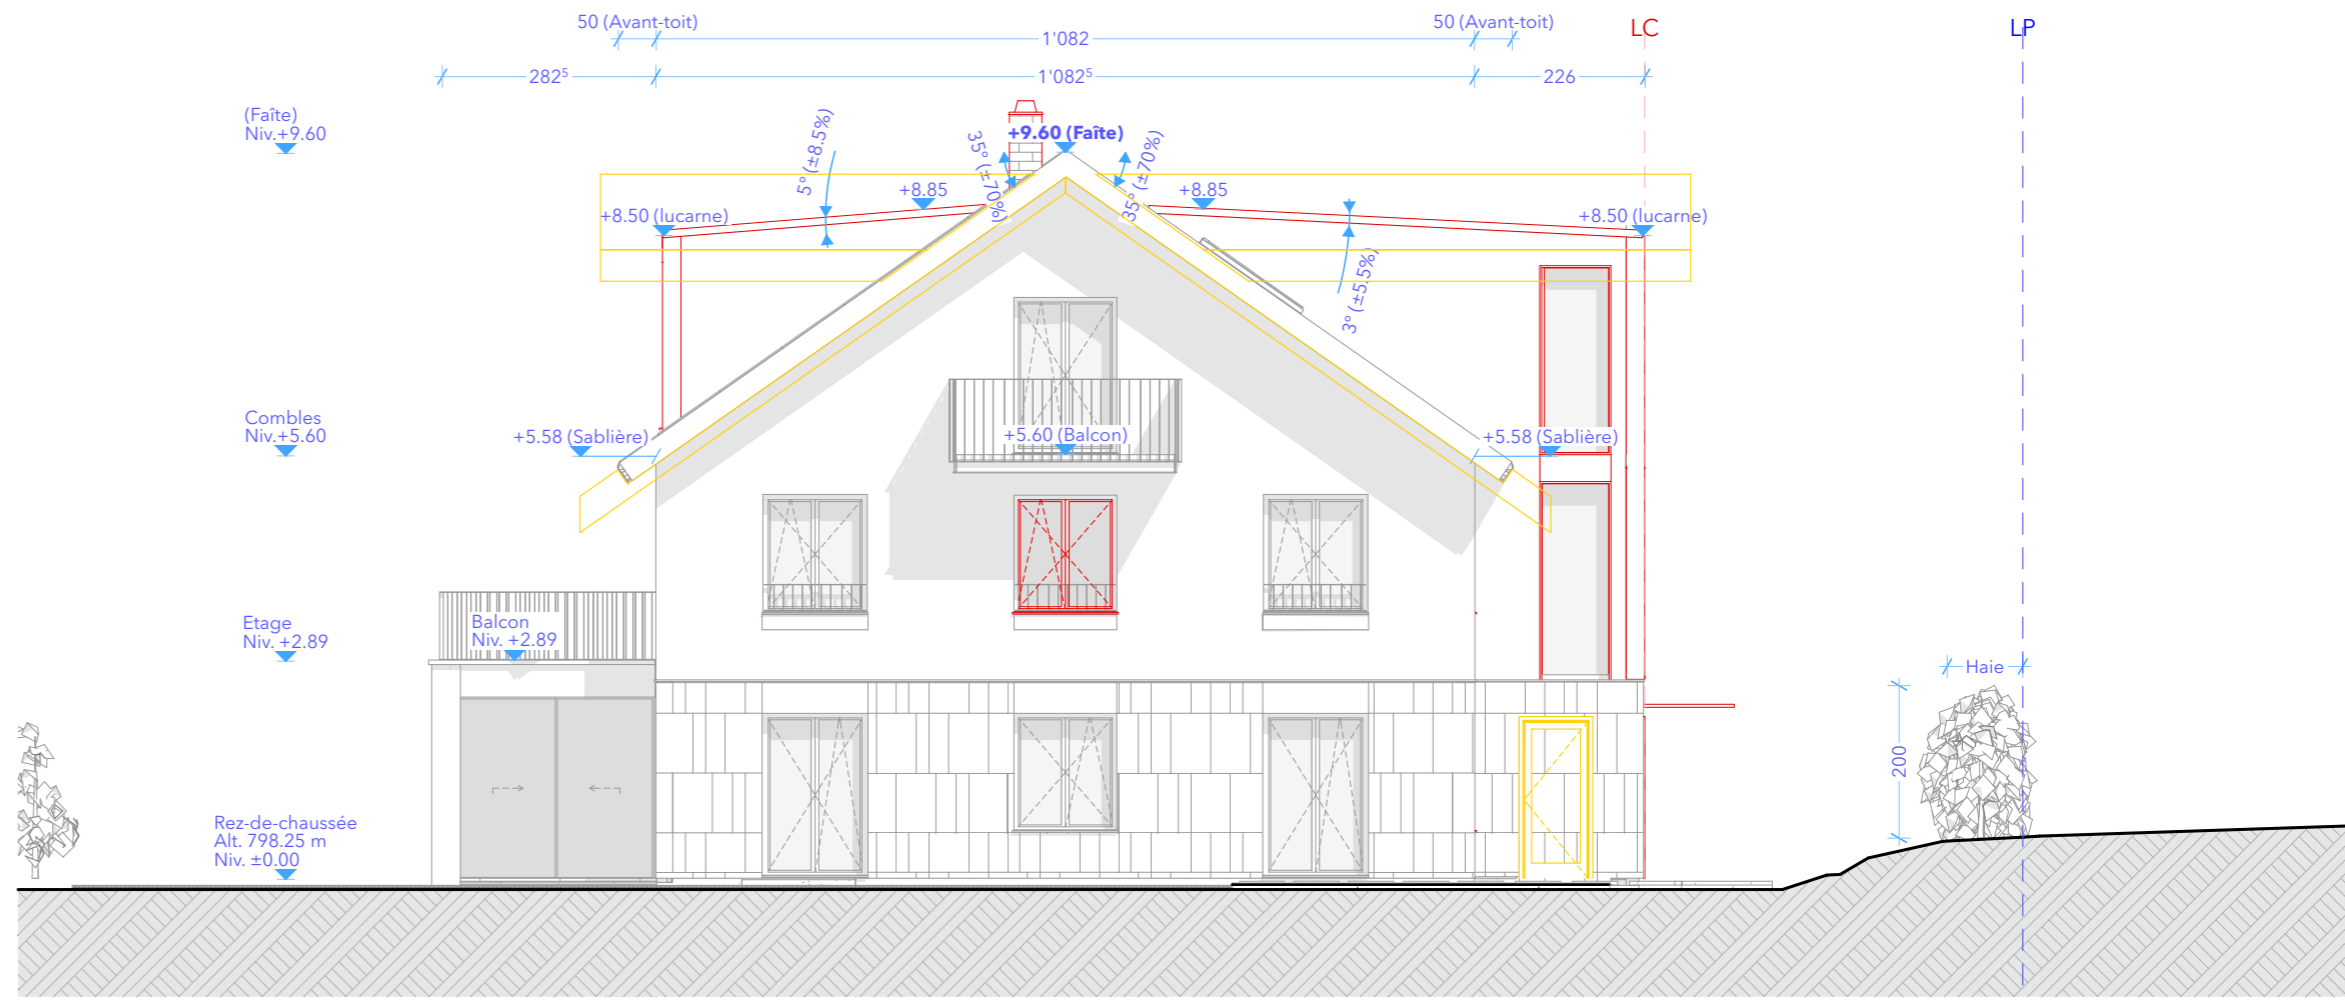 50 (Avant-toit)
50 (Avant-toit)
LC
LP
1'082
282⁵
1'082⁵
226
(Faîte)
Niv.+9.60
5° (±8.5%)
35° (±70%)
+9.60 (Faîte)
35° (±70%)
+8.85
+8.85
+8.50 (lucarne)
+8.50 (lucarne)
3° (±5.5%)
Combles
Niv.+5.60
+5.58 (Sablière)
+5.60 (Balcon)
+5.58 (Sablière)
Etage
Niv. +2.89
Balcon
Niv. +2.89
Haie
200
Rez-de-chaussée
Alt. 798.25 m
Niv. ±0.00